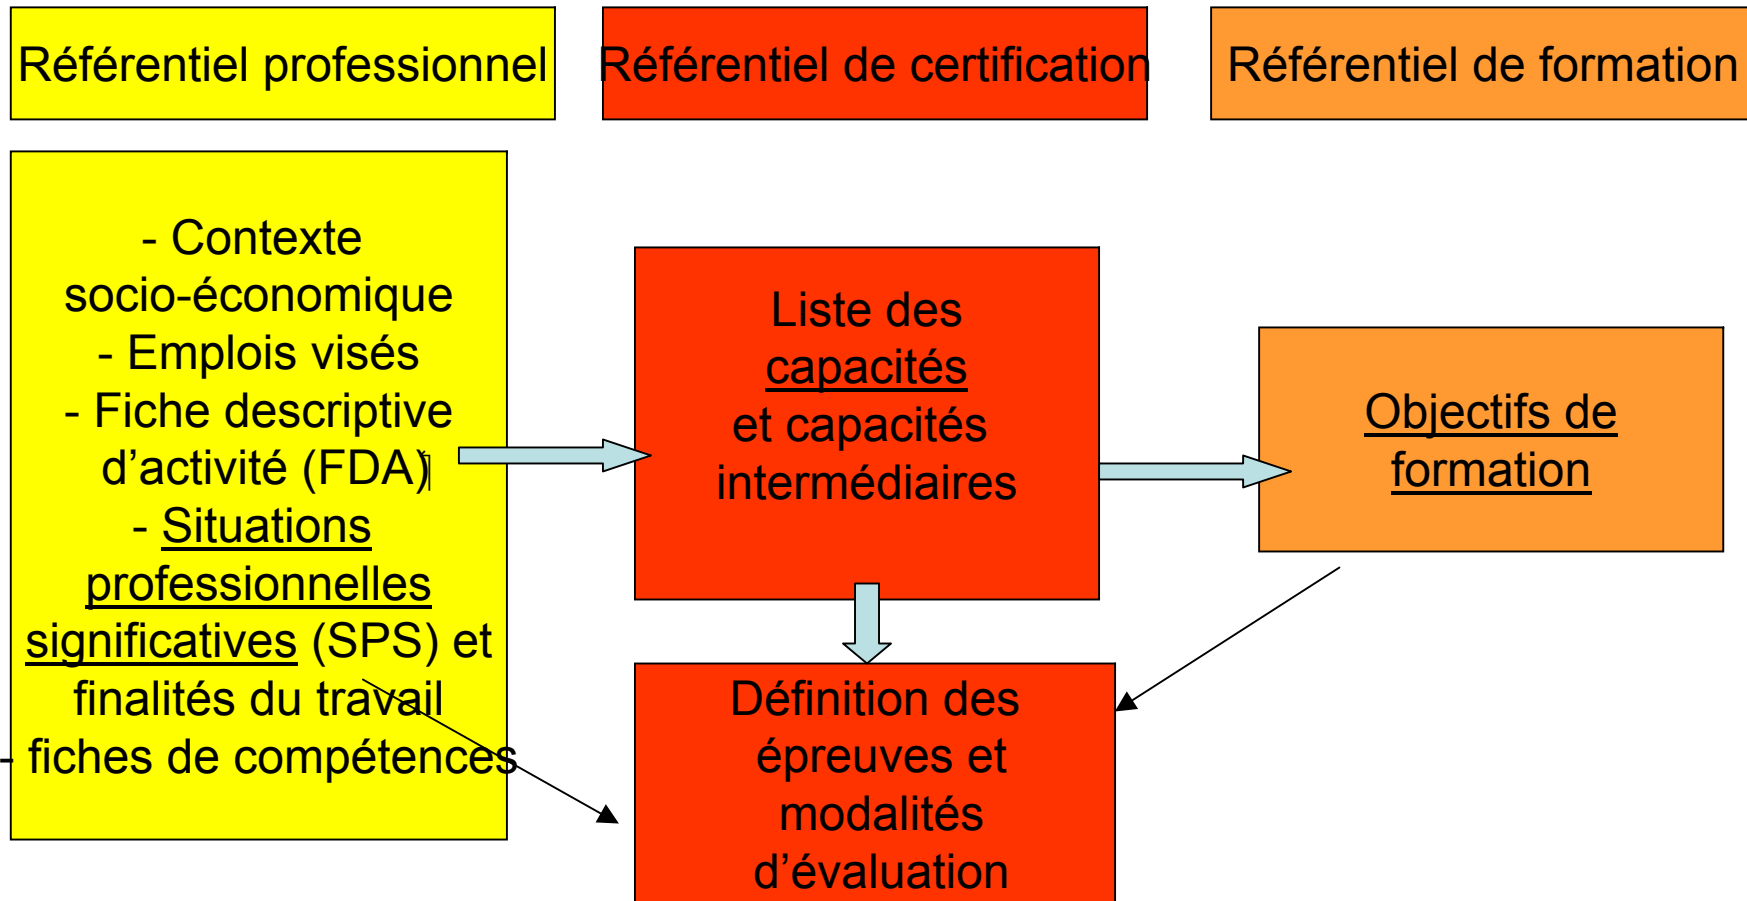 Référentiel professionnel
Référentiel de certification
Référentiel de formation
- Contexte
socio-économique
- Emplois visés
- Fiche descriptive
d’activité (FDA)
- Situations
professionnelles
significatives (SPS) et
finalités du travail
- fiches de compétences
Liste des
capacités
et capacités
intermédiaires
Objectifs de
formation
Définition des
épreuves et
modalités
d’évaluation